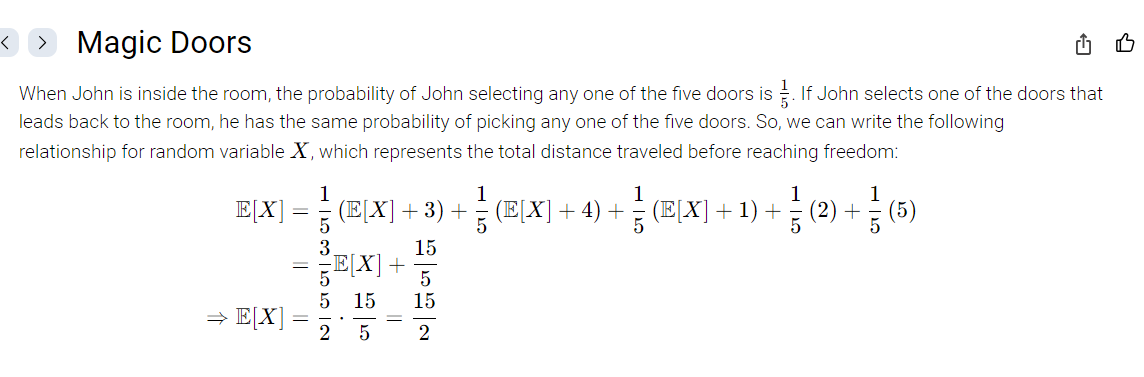 < > Magic Doors
When John is inside the room, the probability of John selecting any one of the five doors is $\frac{1}{5}$. If John selects one of the doors that
leads back to the room, he has the same probability of picking any one of the five doors. So, we can write the following
relationship for random variable $X$, which represents the total distance traveled before reaching freedom:
$\mathbb{E}[X] = \frac{1}{5}(\mathbb{E}[X] + 3) + \frac{1}{5}(\mathbb{E}[X] + 4) + \frac{1}{5}(\mathbb{E}[X] + 1) + \frac{1}{5}(2) + \frac{1}{5}(5)$
$= \frac{3}{5}\mathbb{E}[X] + \frac{15}{5}$
$\Rightarrow \mathbb{E}[X] = \frac{5}{2} \cdot \frac{15}{5} = \frac{15}{2}$